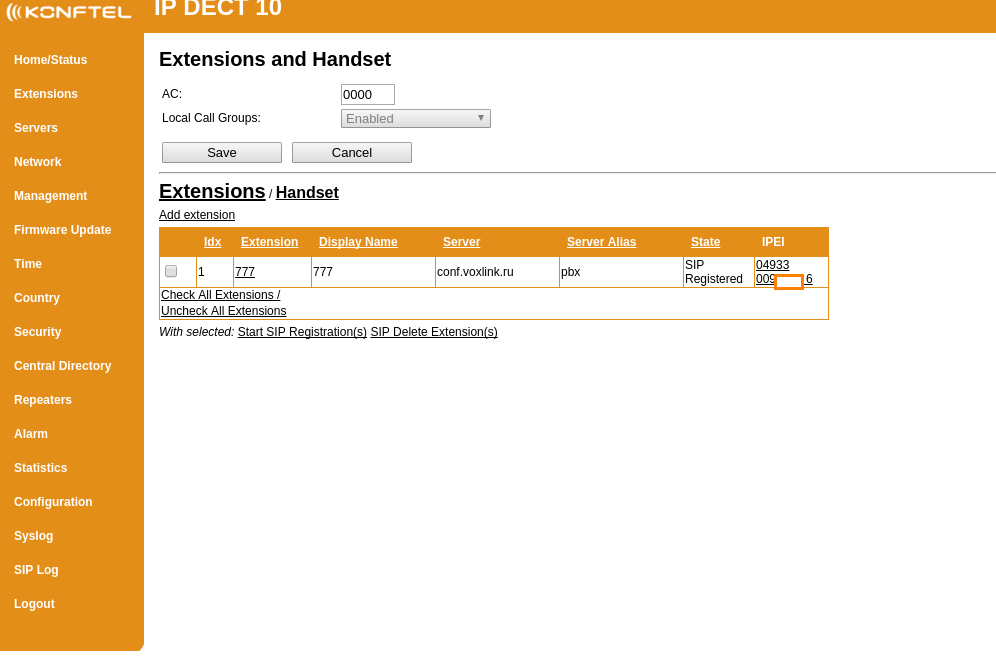 KONFTEL
IP DECT 10
Home/Status
Extensions
Servers
Network
Management
Firmware Update
Time
Country
Security
Central Directory
Repeaters
Alarm
Statistics
Configuration
Syslog
SIP Log
Logout
Extensions and Handset
AC: 0000
Local Call Groups: Enabled
Save Cancel
Extensions / Handset
Add extension
Idx Extension Display Name Server Server Alias State IPEI
1 777 777 conf.voxlink.ru pbx SIP Registered 04933 009 6
Check All Extensions /
Uncheck All Extensions
With selected: Start SIP Registration(s) SIP Delete Extension(s)